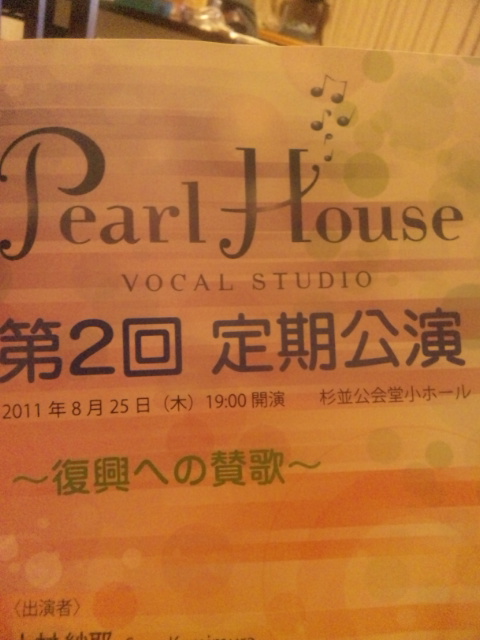 Pearl House
VOCAL STUDIO
第2回 定期公演
2011年8月25日（木）19:00開演　杉並公会堂小ホール
～復興への賛歌～
〈出演者〉